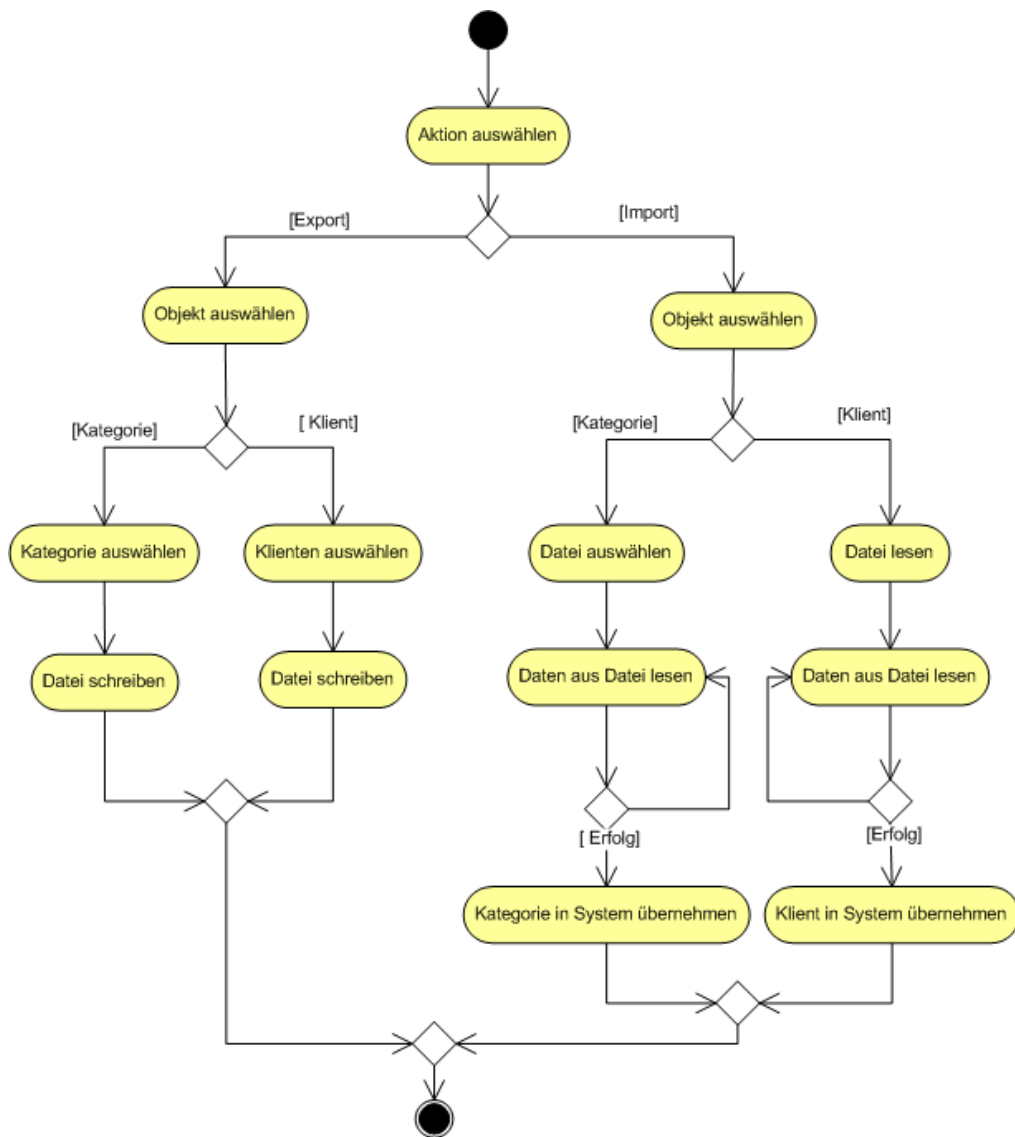 Aktion auswählen
[Export]
[Import]
Objekt auswählen
Objekt auswählen
[Kategorie]
[ Klient]
[Kategorie]
[Klient]
Kategorie auswählen
Klienten auswählen
Datei auswählen
Datei lesen
Datei schreiben
Datei schreiben
Daten aus Datei lesen
Daten aus Datei lesen
[ Erfolg]
[Erfolg]
Kategorie in System übernehmen
Klient in System übernehmen